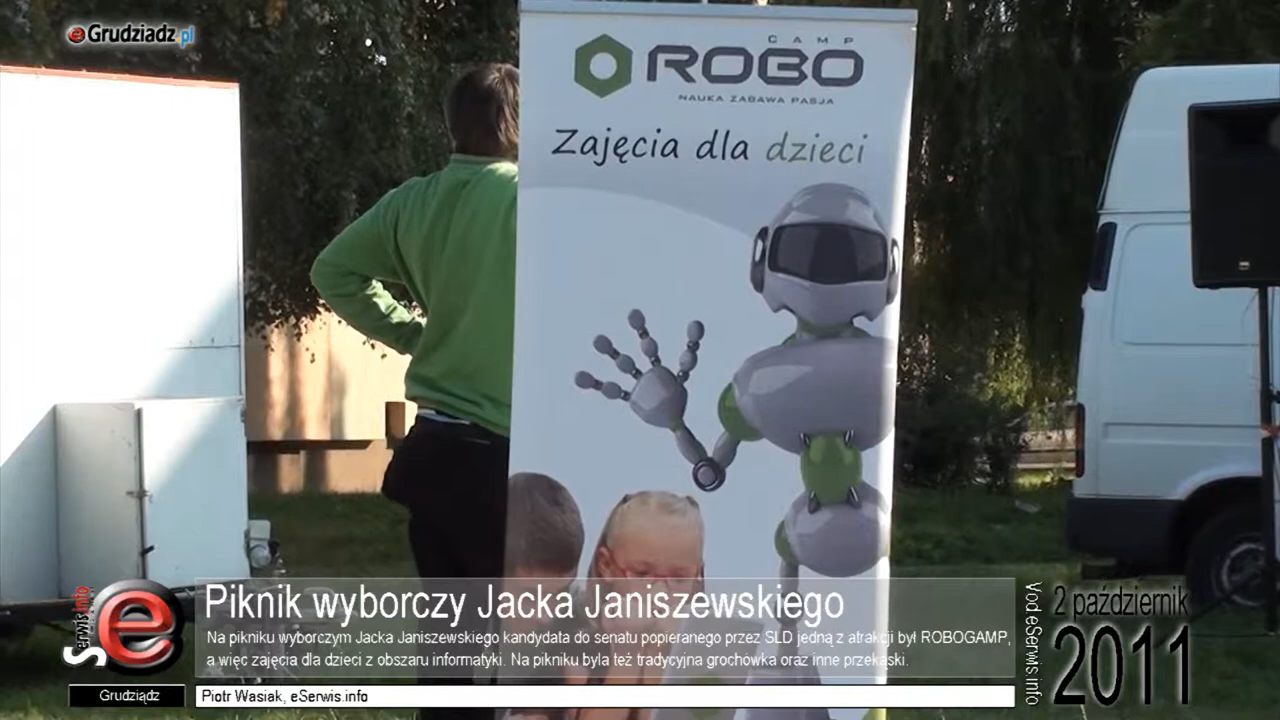 eGrudziadz.pl
CAMP
ROBO
NAUKA ZABAWA PASJA
Zajęcia dla dzieci
Piknik wyborczy Jacka Janiszewskiego
Na pikniku wyborczym Jacka Janiszewskiego kandydata do senatu popieranego przez SLD jedną z atrakcji był ROBOGAMP,
a więc zajęcia dla dzieci z obszaru informatyki. Na pikniku była też tradycyjna grochówka oraz inne przekąski.
Grudziądz
Piotr Wasiak, eSerwis.info
eSerwis.info
Vod.eSerwis.info
2 październik
2011